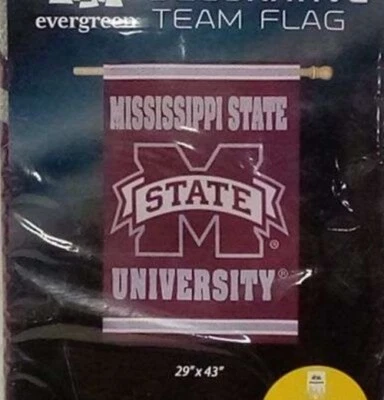 evergreen
TEAM FLAG
MISSISSIPPI STATE
M
STATE
®
UNIVERSITY®
29" x 43"